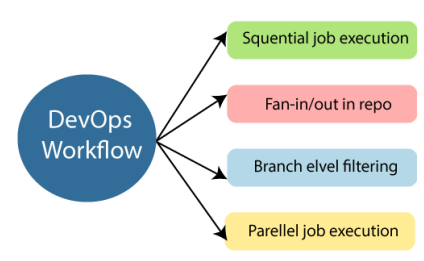 DevOps
Workflow
Squential job execution
Fan-in/out in repo
Branch elvel filtering
Parellel job execution